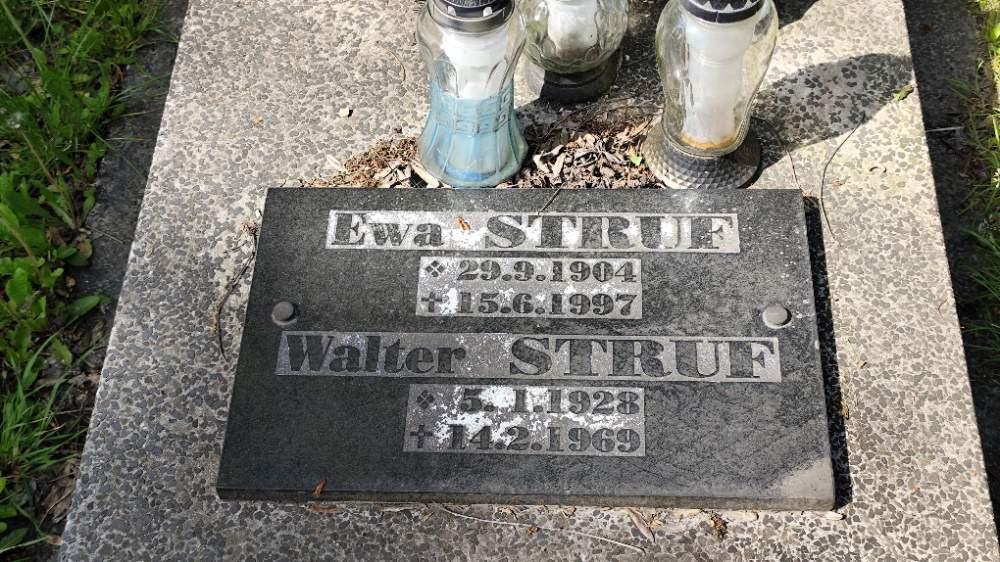 Ewa STRUF
❖ 29.9.1904
✝ 15.6.1997
Walter STRUF
❖ 5.1.1928
✝ 14.2.1969